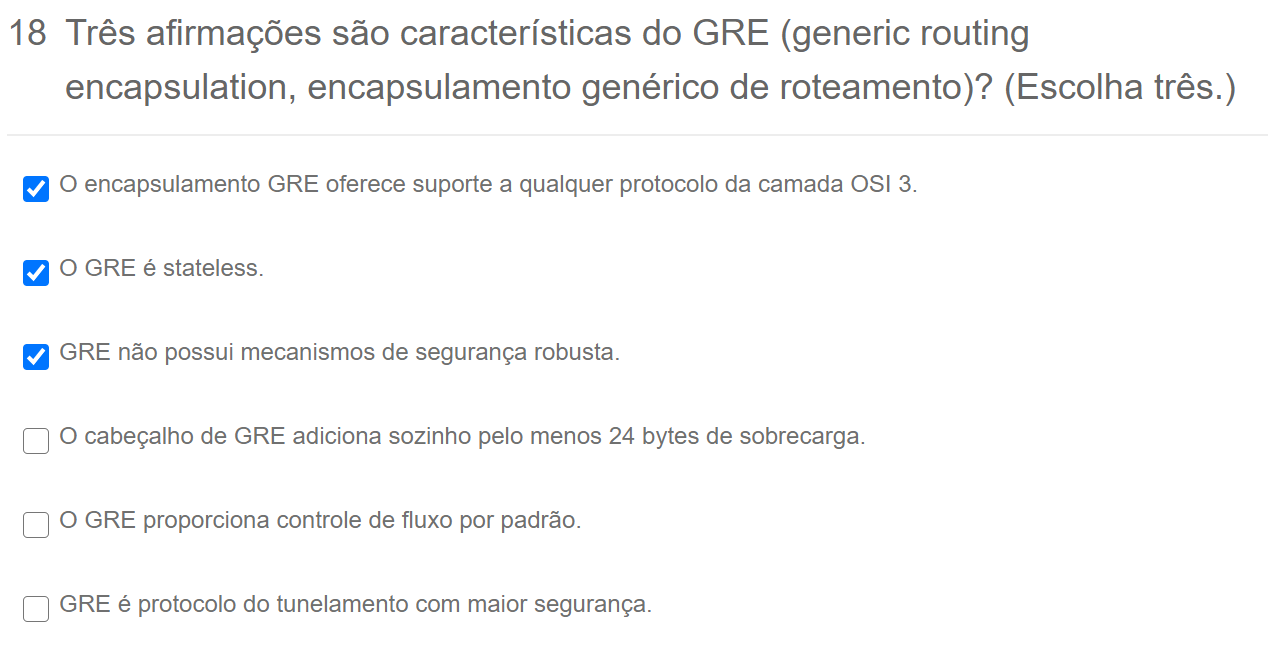 18 Três afirmações são características do GRE (generic routing
encapsulation, encapsulamento genérico de roteamento)? (Escolha três.)
O encapsulamento GRE oferece suporte a qualquer protocolo da camada OSI 3.
O GRE é stateless.
GRE não possui mecanismos de segurança robusta.
O cabeçalho de GRE adiciona sozinho pelo menos 24 bytes de sobrecarga.
O GRE proporciona controle de fluxo por padrão.
GRE é protocolo do tunelamento com maior segurança.